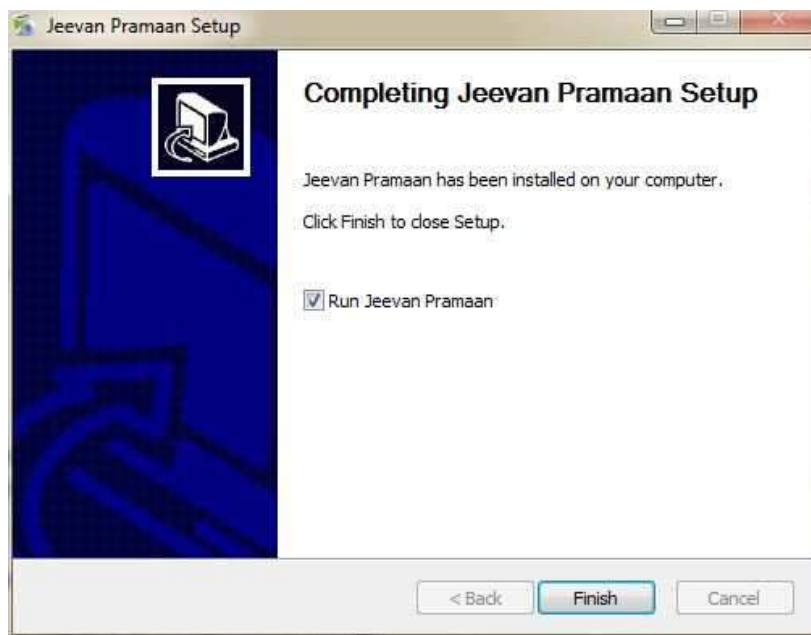 Jeevan Pramaan Setup
Completing Jeevan Pramaan Setup
Jeevan Pramaan has been installed on your computer.
Click Finish to close Setup.
Run Jeevan Pramaan
< Back Finish Cancel